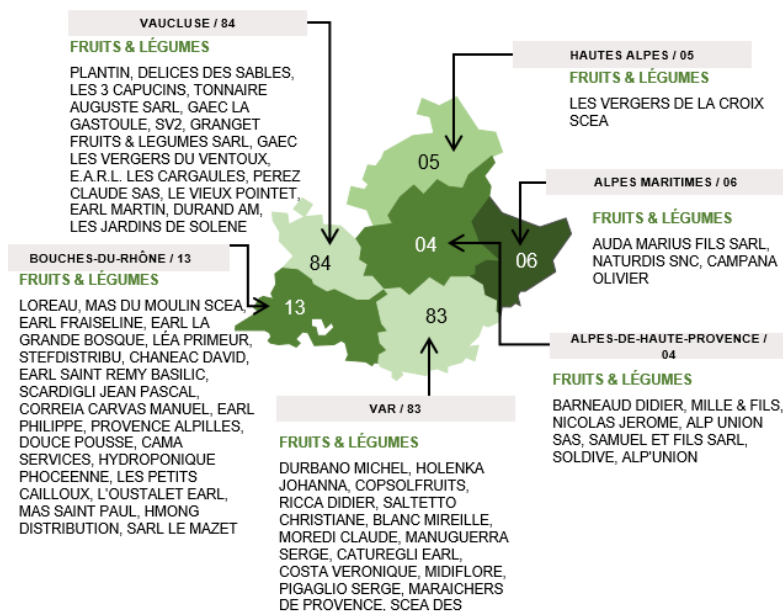 VAUCLUSE / 84
FRUITS & LÉGUMES
PLANTIN, DELICES DES SABLES,
LES 3 CAPUCINS, TONNAIRE
AUGUSTE SARL, GAEC LA
GASTOULE, SV2, GRANGET
FRUITS & LEGUMES SARL, GAEC
LES VERGERS DU VENTOUX,
E.A.R.L. LES CARGAULES, PEREZ
CLAUDE SAS, LE VIEUX POINTET,
EARL MARTIN, DURAND AM,
LES JARDINS DE SOLENE
HAUTES ALPES / 05
FRUITS & LÉGUMES
LES VERGERS DE LA CROIX
SCEA
ALPES MARITIMES / 06
FRUITS & LÉGUMES
AUDA MARIUS FILS SARL,
NATURDIS SNC, CAMPANA
OLIVIER
05
04
06
84
13
83
BOUCHES-DU-RHÔNE / 13
FRUITS & LÉGUMES
LOREAU, MAS DU MOULIN SCEA,
EARL FRAISELINE, EARL LA
GRANDE BOSQUE, LÉA PRIMEUR,
STEFDISTRIBU, CHANEAC DAVID,
EARL SAINT REMY BASILIC,
SCARDIGLI JEAN PASCAL,
CORREIA CARVAS MANUEL, EARL
PHILIPPE, PROVENCE ALPILLES,
DOUCE POUSSE, CAMA
SERVICES, HYDROPONIQUE
PHOCEENNE, LES PETITS
CAILLOUX, L'OUSTALET EARL,
MAS SAINT PAUL, HMONG
DISTRIBUTION, SARL LE MAZET
VAR / 83
FRUITS & LÉGUMES
DURBANO MICHEL, HOLENKA
JOHANNA, COPSOLFRUITS,
RICCA DIDIER, SALTETTO
CHRISTIANE, BLANC MIREILLE,
MOREDI CLAUDE, MANUGUERRA
SERGE, CATUREGLI EARL,
COSTA VERONIQUE, MIDIFLORE,
PIGAGLIO SERGE, MARAICHERS
DE PROVENCE, SCEA DES
ALPES-DE-HAUTE-PROVENCE /
04
FRUITS & LÉGUMES
BARNEAUD DIDIER, MILLE & FILS,
NICOLAS JEROME, ALP UNION
SAS, SAMUEL ET FILS SARL,
SOLDIVE, ALP'UNION